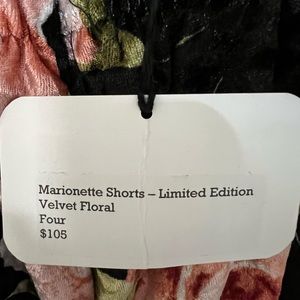 Marionette Shorts – Limited Edition
Velvet Floral
Four
$105